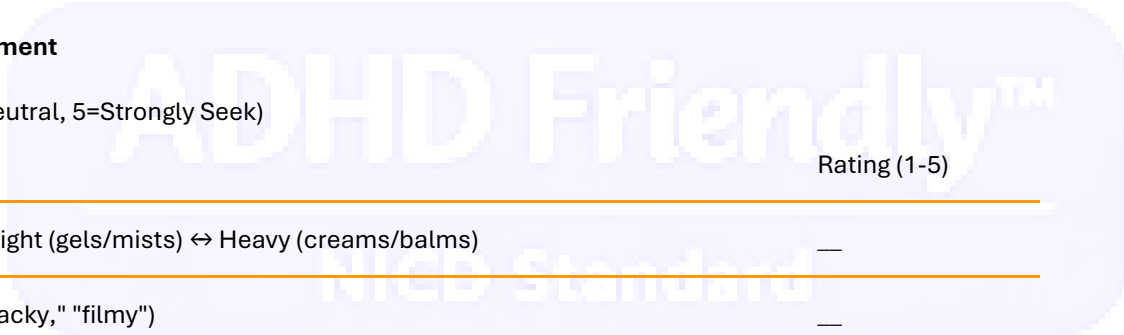 ment
ADHD Friendly™
eutral, 5=Strongly Seek)
Rating (1-5)
ight (gels/mists) ↔ Heavy (creams/balms) __
NICD Standard
acky," "filmy") __